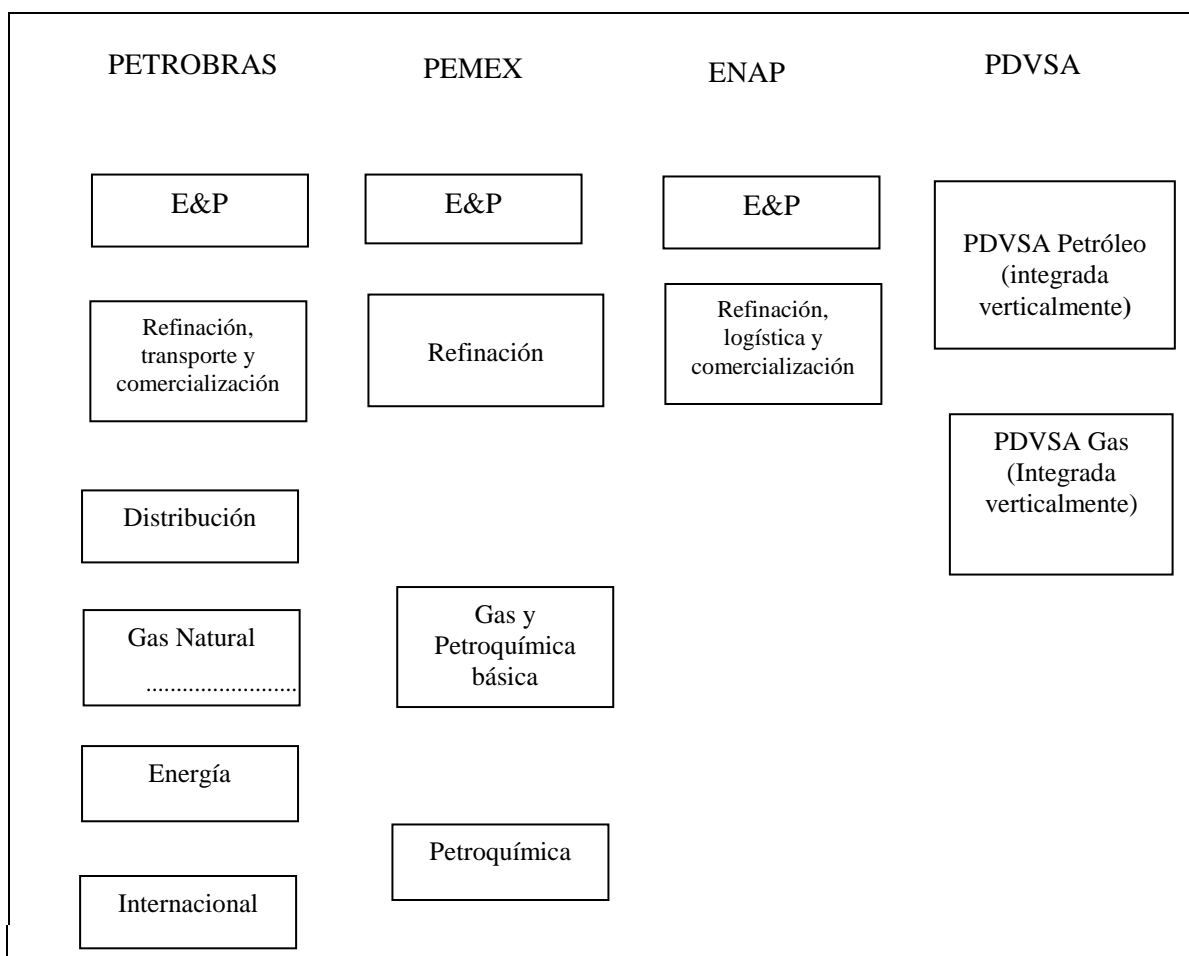 PETROBRAS
PEMEX
ENAP
PDVSA
E&P
E&P
E&P
PDVSA Petróleo
(integrada
verticalmente)
Refinación,
transporte y
comercialización
Refinación
Refinación,
logística y
comercialización
PDVSA Gas
(Integrada
verticalmente)
Distribución
Gas Natural
..........................
Gas y
Petroquímica
básica
Energía
Petroquímica
Internacional